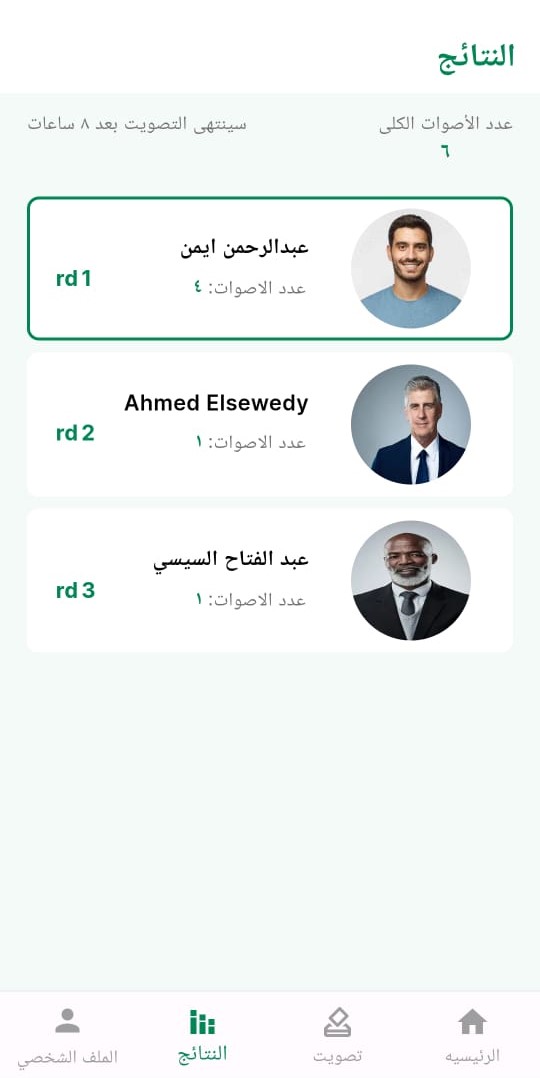 النتائج
عدد الأصوات الكلى
٦
سينتهى التصويت بعد ٨ ساعات
عبدالرحمن ايمن
عدد الاصوات: ٤
rd 1
Ahmed Elsewedy
عدد الاصوات: ١
rd 2
عبد الفتاح السيسي
عدد الاصوات: ١
rd 3
الرئيسيه
تصويت
النتائج
الملف الشخصي